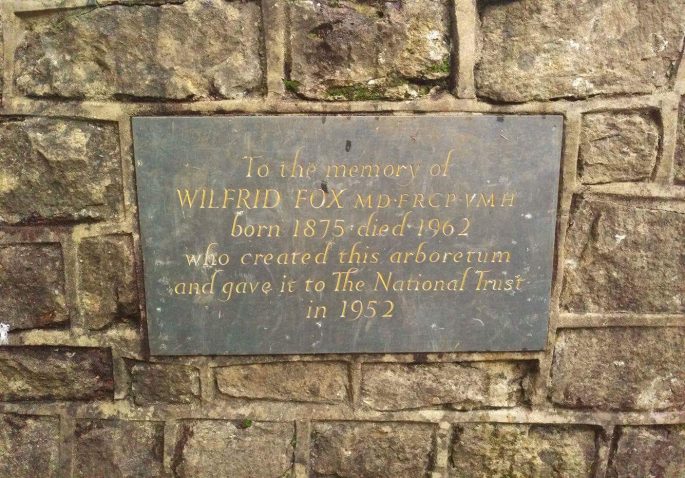 To the memory of
WILFRID FOX MD·FRCP·VMH
born 1875·died 1962
who created this arboretum
and gave it to The National Trust
in 1952